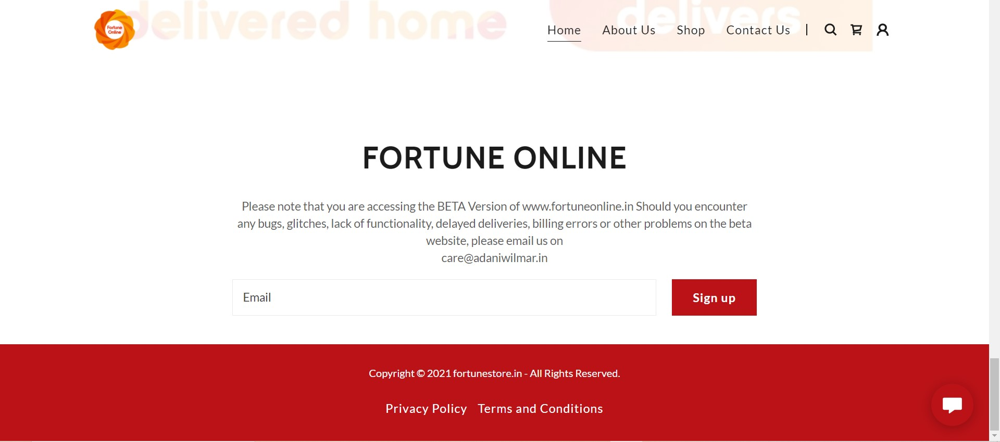 delivered home
delivers
Fortune
Online
Home About Us Shop Contact Us
FORTUNE ONLINE
Please note that you are accessing the BETA Version of www.fortuneonline.in Should you encounter
any bugs, glitches, lack of functionality, delayed deliveries, billing errors or other problems on the beta
website, please email us on
care@adaniwilmar.in
Email
Sign up
Copyright © 2021 fortunestore.in - All Rights Reserved.
Privacy Policy Terms and Conditions